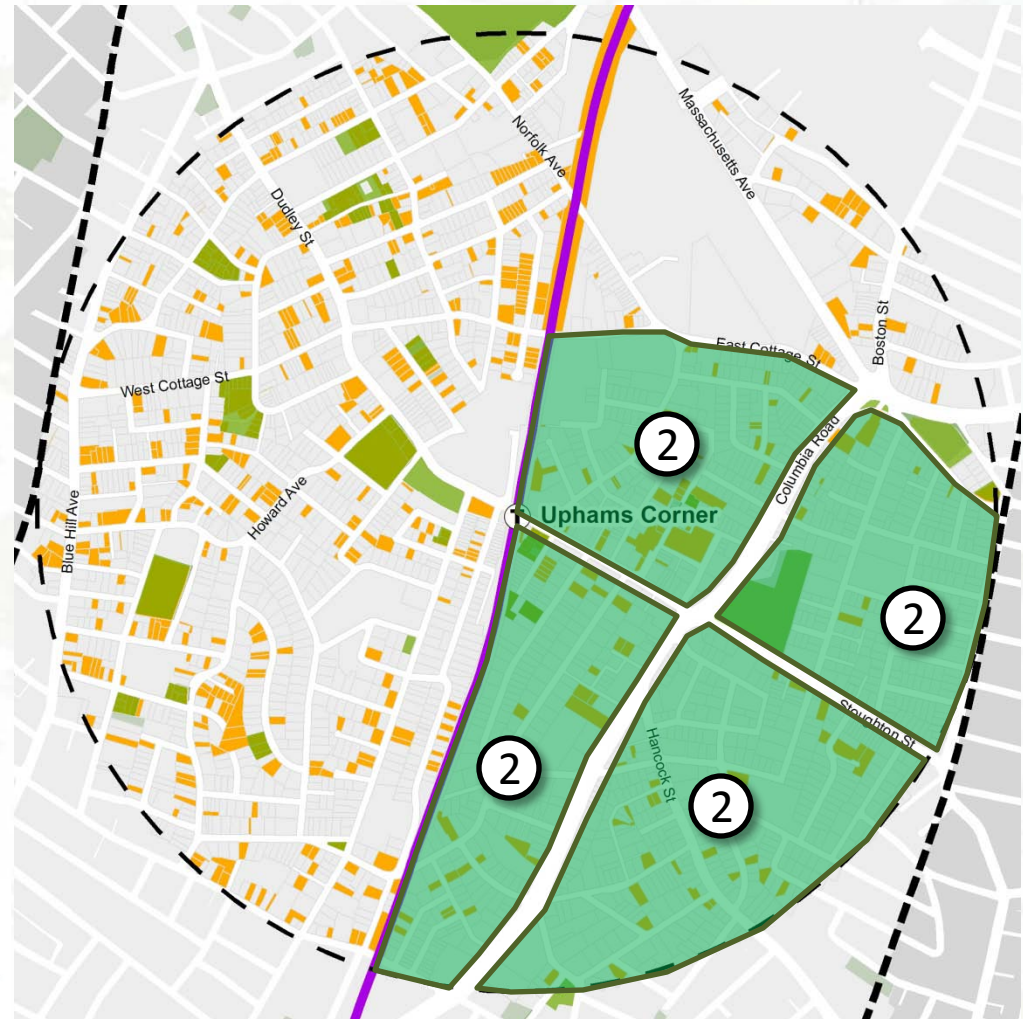 Norfolk Ave
Massachusetts Ave
Dudley St
Boston St
East Cottage St
West Cottage St
2
Columbia Road
Howard Ave
Blue Hill Ave
Uphams Corner
2
Stoughton St
Hancock St
2
2